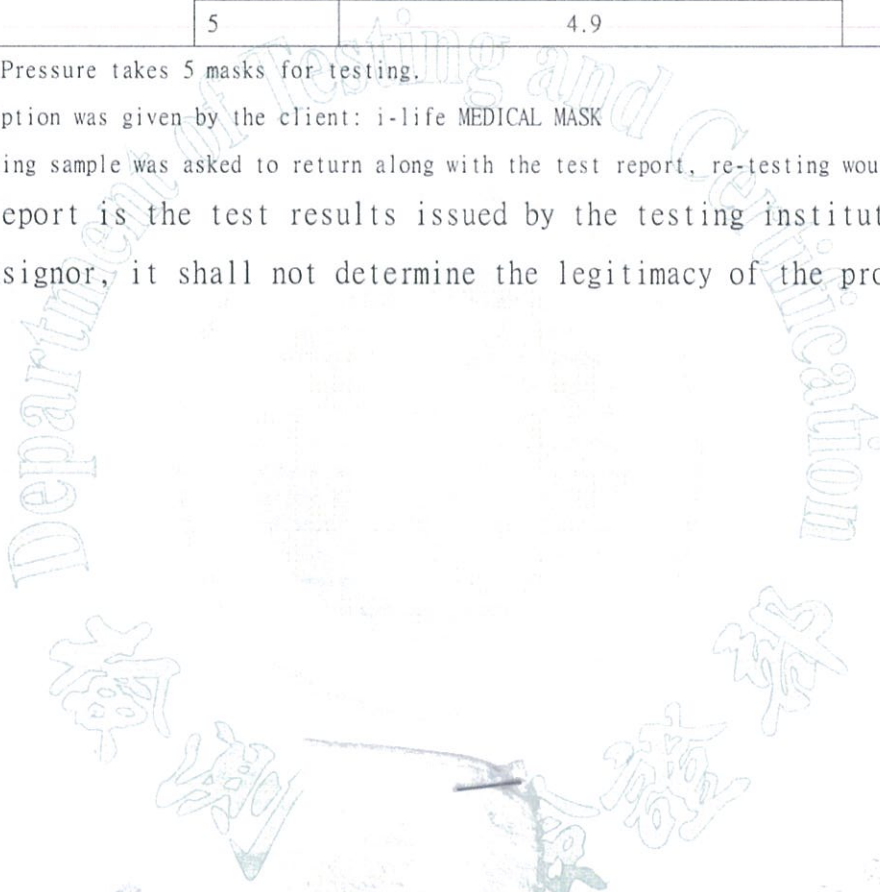 5 4.9
Pressure takes 5 masks for testing.
ption was given by the client: i-life MEDICAL MASK
ing sample was asked to return along with the test report, re-testing wou
eport is the test results issued by the testing institut
signor, it shall not determine the legitimacy of the pro
Department of Testing and Certification